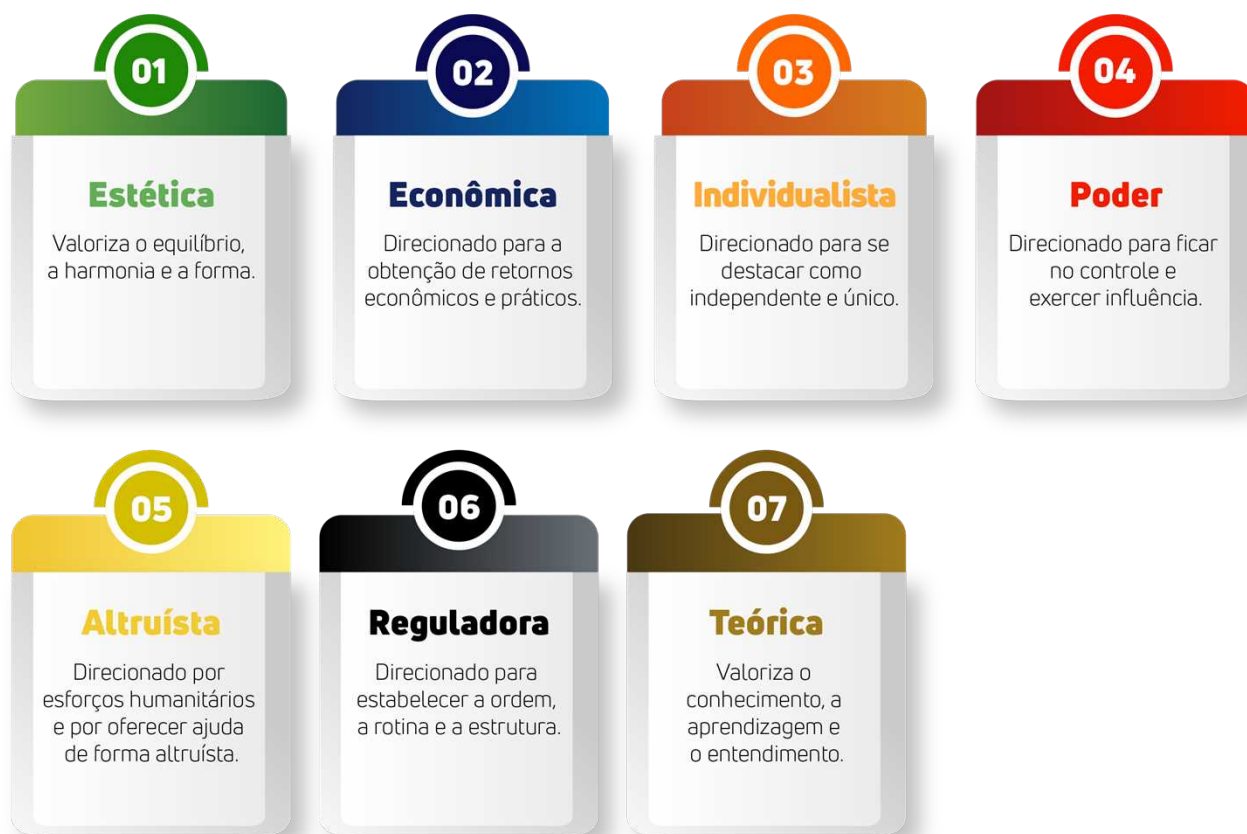 01
Estética
Valoriza o equilíbrio,
a harmonia e a forma.
02
Econômica
Direcionado para a
obtenção de retornos
econômicos e práticos.
03
Individualista
Direcionado para se
destacar como
independente e único.
04
Poder
Direcionado para ficar
no controle e
exercer influência.
05
Altruísta
Direcionado por
esforços humanitários
e por oferecer ajuda
de forma altruísta.
06
Reguladora
Direcionado para
estabelecer a ordem,
a rotina e a estrutura.
07
Teórica
Valoriza o
conhecimento, a
aprendizagem e
o entendimento.